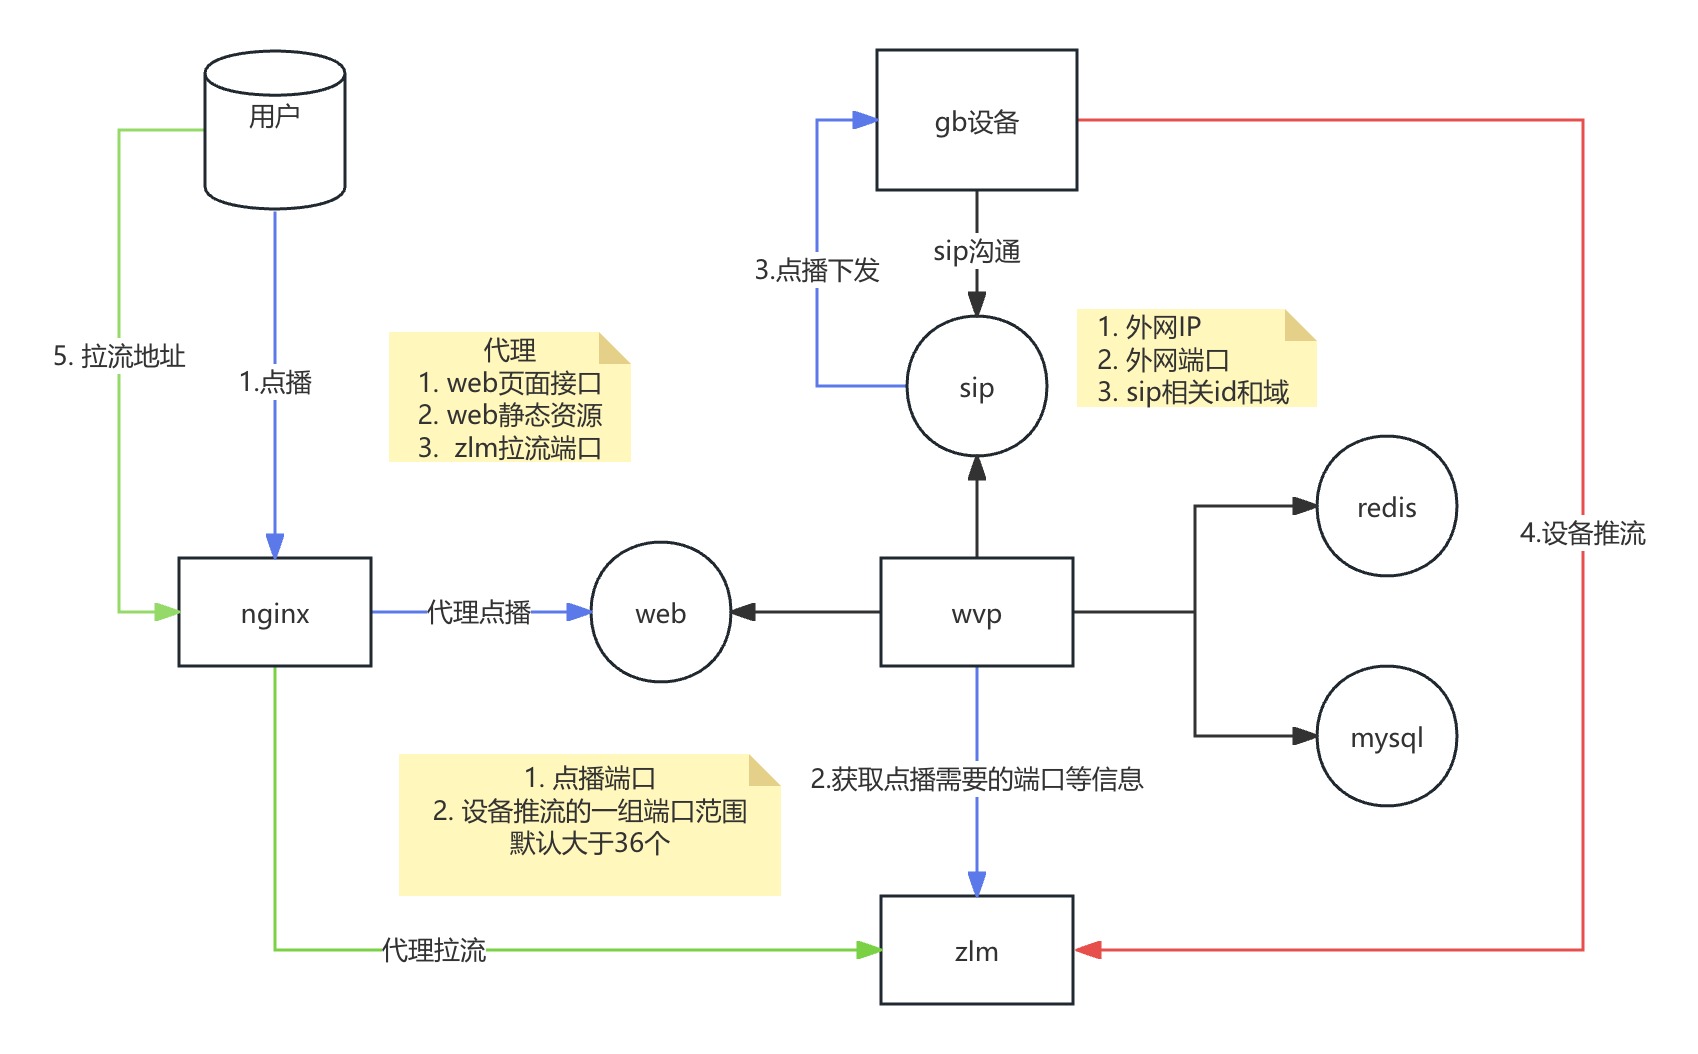 用户
gb设备
sip沟通
3.点播下发
1. 外网IP
2. 外网端口
3. sip相关id和域
5. 拉流地址
1.点播
代理
1. web页面接口
2. web静态资源
3. zlm拉流端口
sip
redis
4.设备推流
nginx
代理点播
web
wvp
mysql
1. 点播端口
2. 设备推流的一组端口范围
默认大于36个
2.获取点播需要的端口等信息
代理拉流
zlm